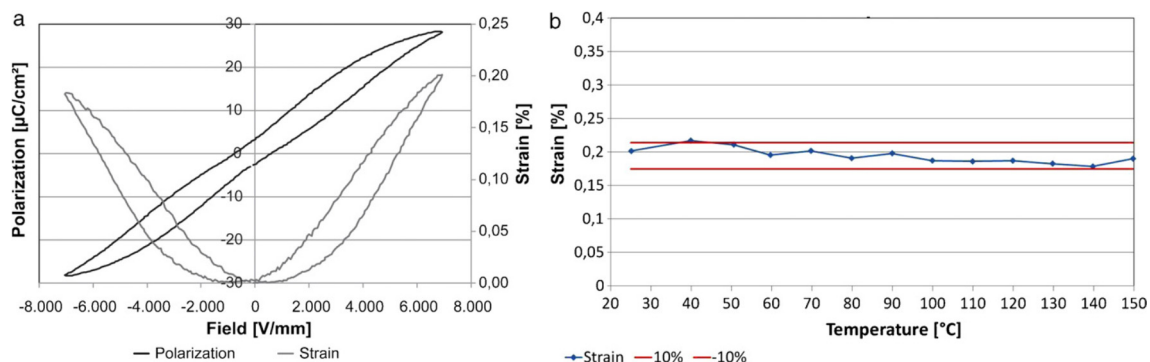 a
Polarization [µC/cm²]
30
20
10
0
-10
-20
-30
0,25
0,20
0,15
0,10
0,05
0,00
Strain [%]
-8.000 -6.000 -4.000 -2.000 0 2.000 4.000 6.000 8.000
Field [V/mm]
Polarization Strain
b
Strain [%]
0,4
0,35
0,3
0,25
0,2
0,15
0,1
0,05
0
20 30 40 50 60 70 80 90 100 110 120 130 140 150
Temperature [°C]
Strain 10% -10%